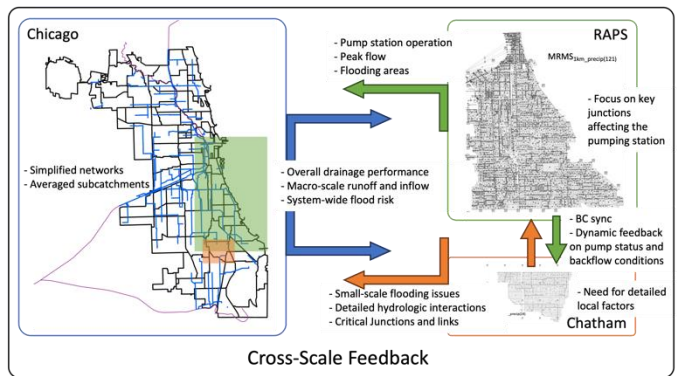 Chicago
- Simplified networks
- Averaged subcatchments
- Pump station operation
- Peak flow
- Flooding areas
- Overall drainage performance
- Macro-scale runoff and inflow
- System-wide flood risk
- Small-scale flooding issues
- Detailed hydrologic interactions
- Critical Junctions and links
RAPS
MRMS1km_precip(121)
- Focus on key
junctions
affecting the
pumping station
- BC sync
- Dynamic feedback
on pump status and
backflow conditions
- Need for detailed
local factors
Chatham
Cross-Scale Feedback